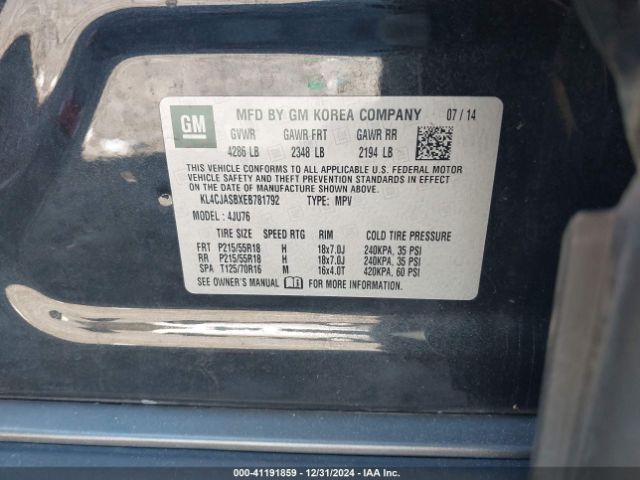 GM
MFD BY GM KOREA COMPANY 07/14
GVWR GAWR FRT GAWR RR
4286 LB 2348 LB 2194 LB
THIS VEHICLE CONFORMS TO ALL APPLICABLE U.S. FEDERAL MOTOR
VEHICLE SAFETY AND THEFT PREVENTION STANDARDS IN EFFECT
ON THE DATE OF MANUFACTURE SHOWN ABOVE.
KL4CJASBXEB781792 TYPE: MPV
MODEL: 4JU76
TIRE SIZE SPEED RTG RIM COLD TIRE PRESSURE
FRT P215/55R18 H 18x7.0J 240KPA, 35 PSI
RR P215/55R18 H 18x7.0J 240KPA, 35 PSI
SPA T125/70R16 M 16x4.0T 420KPA, 60 PSI
SEE OWNER'S MANUAL FOR MORE INFORMATION.
000-41191859 - 12/31/2024 - IAA Inc.